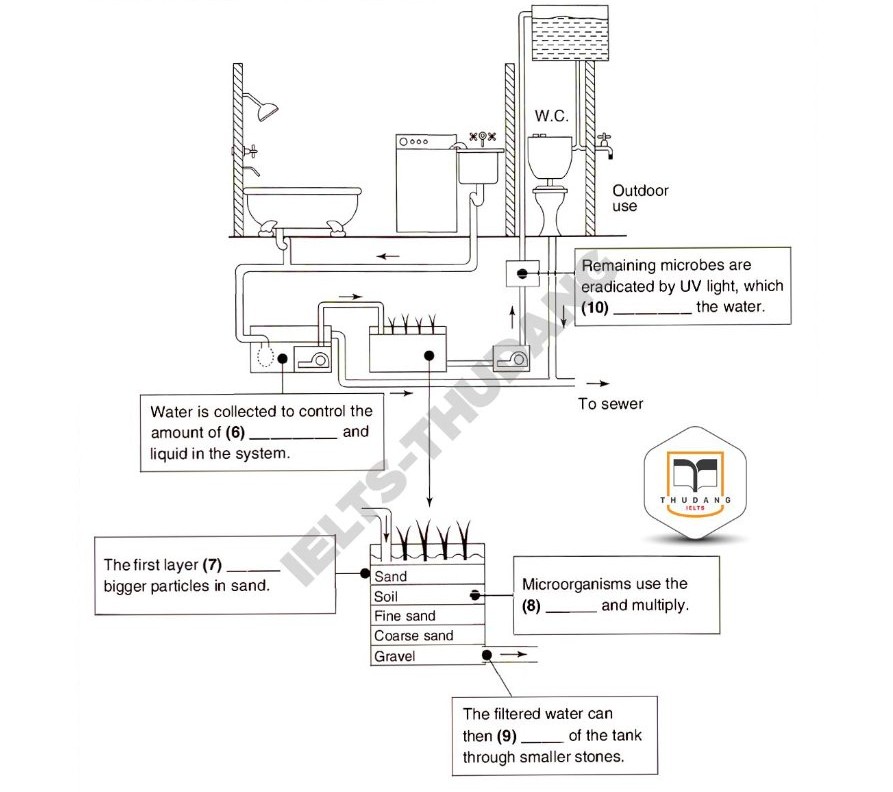 W.C.
Outdoor
use
Remaining microbes are
eradicated by UV light, which
(10) _________ the water.
To sewer
Water is collected to control the
amount of (6) __________ and
liquid in the system.
THUDANG
IELTS
IELTS-THUDANG
The first layer (7) ______
bigger particles in sand.
Sand
Soil
Fine sand
Coarse sand
Gravel
Microorganisms use the
(8) ______ and multiply.
The filtered water can
then (9) _____ of the tank
through smaller stones.